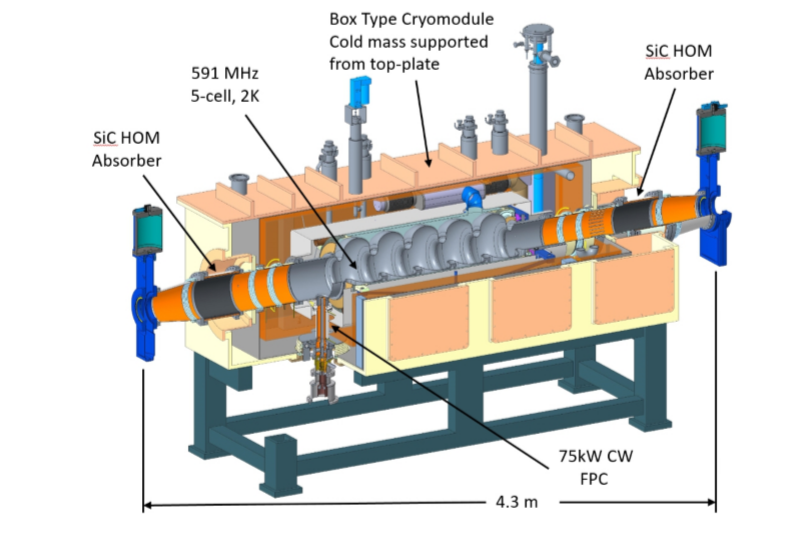 Box Type Cryomodule
Cold mass supported
from top-plate
591 MHz
5-cell, 2K
SiC HOM
Absorber
SiC HOM
Absorber
75kW CW
FPC
4.3 m